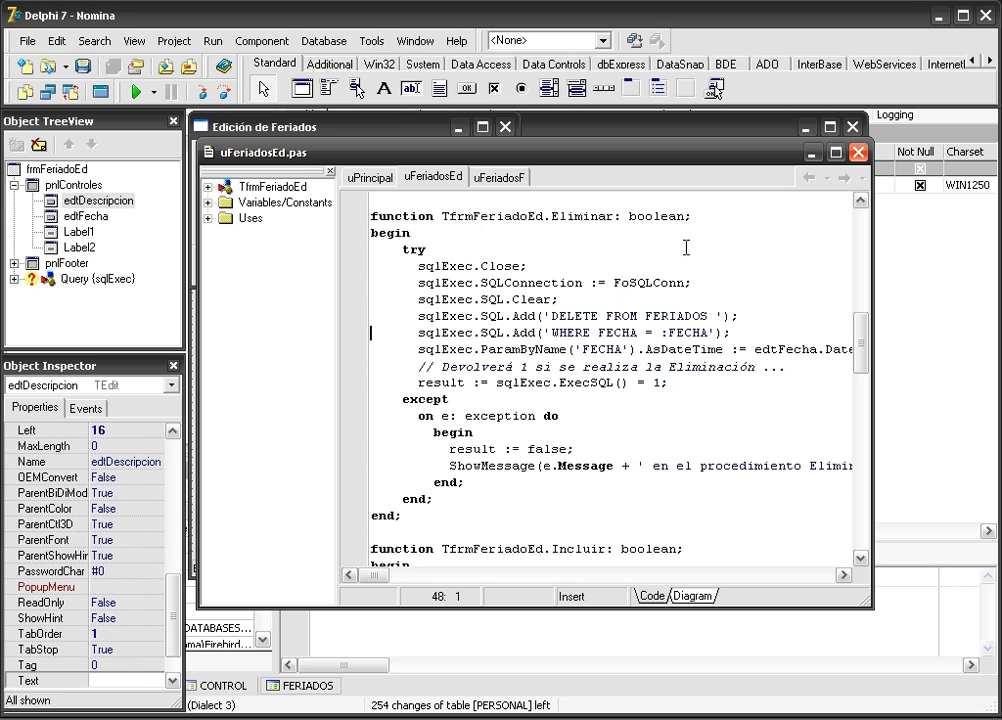 Delphi 7 - Nomina
File Edit Search View Project Run Component Database Tools Window Help <None>
Standard Additional Win32 System Data Access Data Controls dbExpress DataSnap BDE ADO InterBase WebServices
Object TreeView
frmFeriadoEd
pnlControles
edtDescripcion
edtFecha
Label1
Label2
pnlFooter
Query {sqlExec}
Object Inspector
edtDescripcion TEdit
Properties Events
Left 16
MaxLength 0
Name edtDescripcion
OEMConvert False
ParentBiDiMod True
ParentColor False
ParentCtl3D True
ParentFont True
ParentShowHir True
PasswordChar #0
PopupMenu
ReadOnly False
ShowHint False
TabOrder 1
TabStop True
Tag 0
Text
All shown
Edición de Feriados
Logging
Not Null Charset
WIN1250
uFeriadosEd.pas
TfrmFeriadoEd
Variables/Constants
Uses
uPrincipal uFeriadosEd uFeriadosF
function TfrmFeriadoEd.Eliminar: boolean;
begin
try
sqlExec.Close;
sqlExec.SQLConnection := FoSQLConn;
sqlExec.SQL.Clear;
sqlExec.SQL.Add('DELETE FROM FERIADOS ');
sqlExec.SQL.Add('WHERE FECHA = :FECHA');
sqlExec.ParamByName('FECHA').AsDateTime := edtFecha.Date
// Devolverá 1 si se realiza la Eliminación ...
result := sqlExec.ExecSQL() = 1;
except
on e: exception do
begin
result := false;
ShowMessage(e.Message + ' en el procedimiento Elimin
end;
end;
end;
function TfrmFeriadoEd.Incluir: boolean;
begin
48: 1 Insert Code Diagram
DATABASES...
ma\Firebird...
CONTROL FERIADOS
(Dialect 3) 254 changes of table [PERSONAL] left